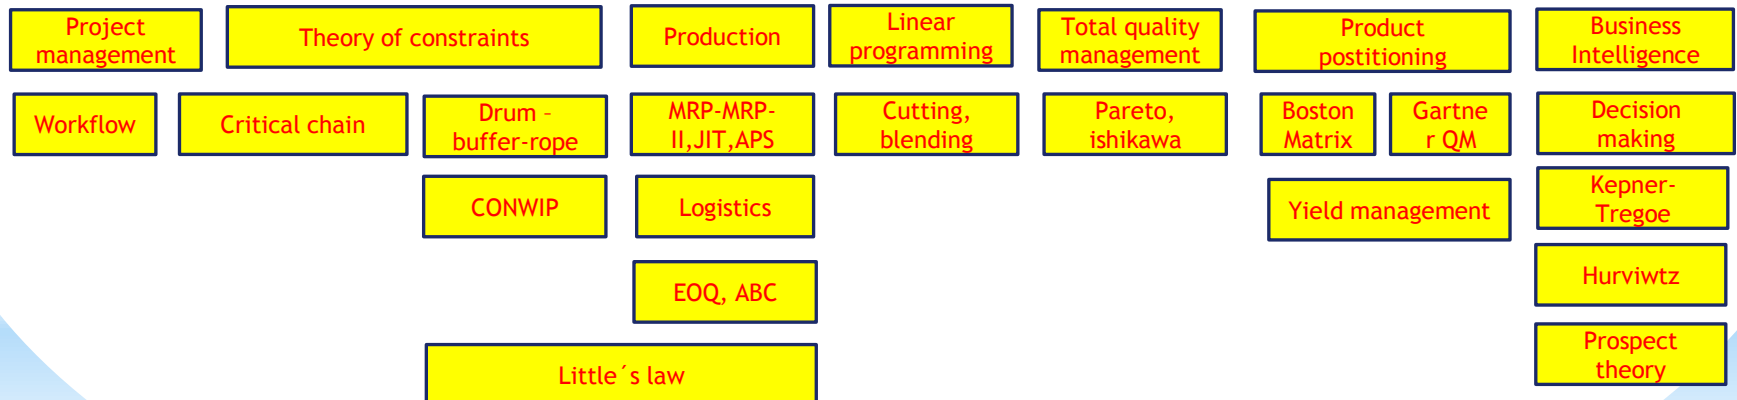 Project
management
Theory of constraints
Production
Linear
programming
Total quality
management
Product
postitioning
Business
Intelligence
Workflow
Critical chain
Drum –
buffer-rope
MRP-MRP-
II,JIT,APS
Cutting,
blending
Pareto,
ishikawa
Boston
Matrix
Gartne
r QM
Decision
making
CONWIP
Logistics
Yield management
Kepner-
Tregoe
EOQ, ABC
Hurviwtz
Little´s law
Prospect
theory